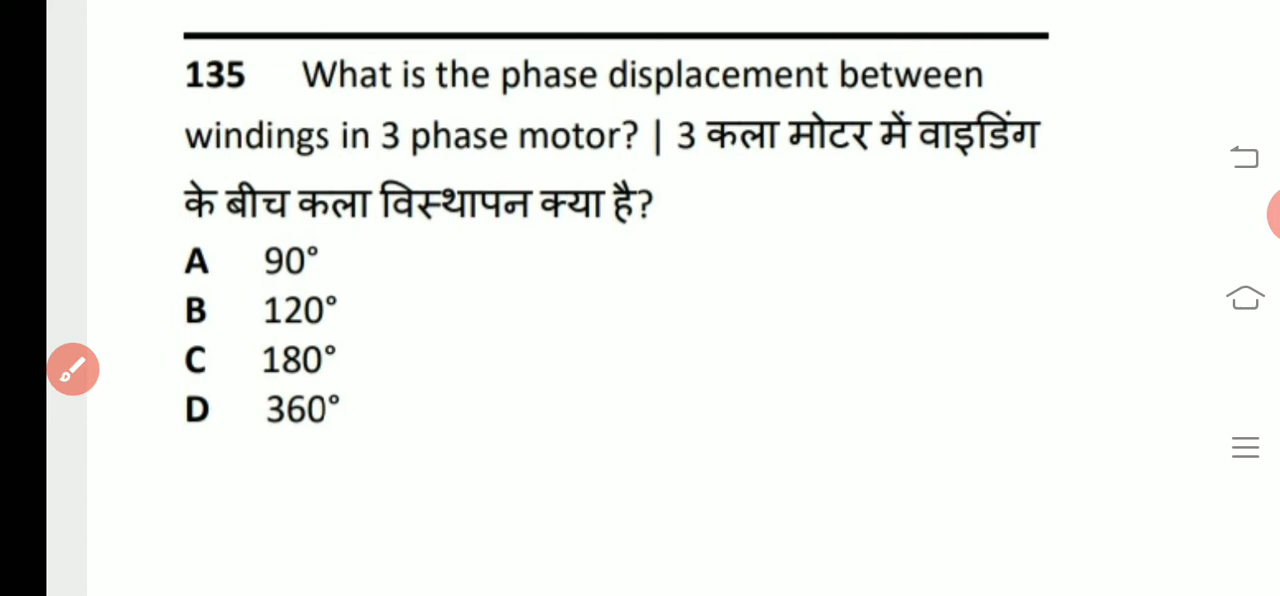 135 What is the phase displacement between
windings in 3 phase motor? | 3 कला मोटर में वाइडिंग
के बीच कला विस्थापन क्या है?
A 90°
B 120°
C 180°
D 360°